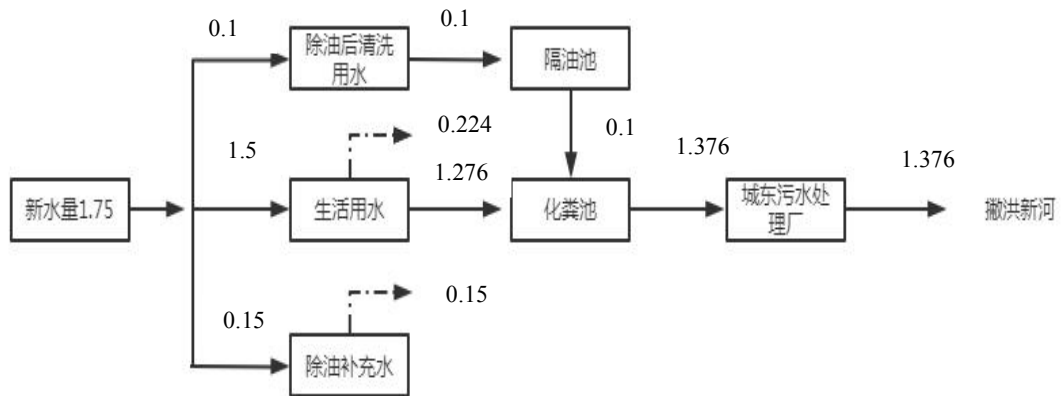 0.1
0.1
除油后清洗
用水
隔油池
0.224
0.1
1.5
1.276
1.376
1.376
新水量1.75
生活用水
化粪池
城东污水处
理厂
撇洪新河
0.15
0.15
除油补充水